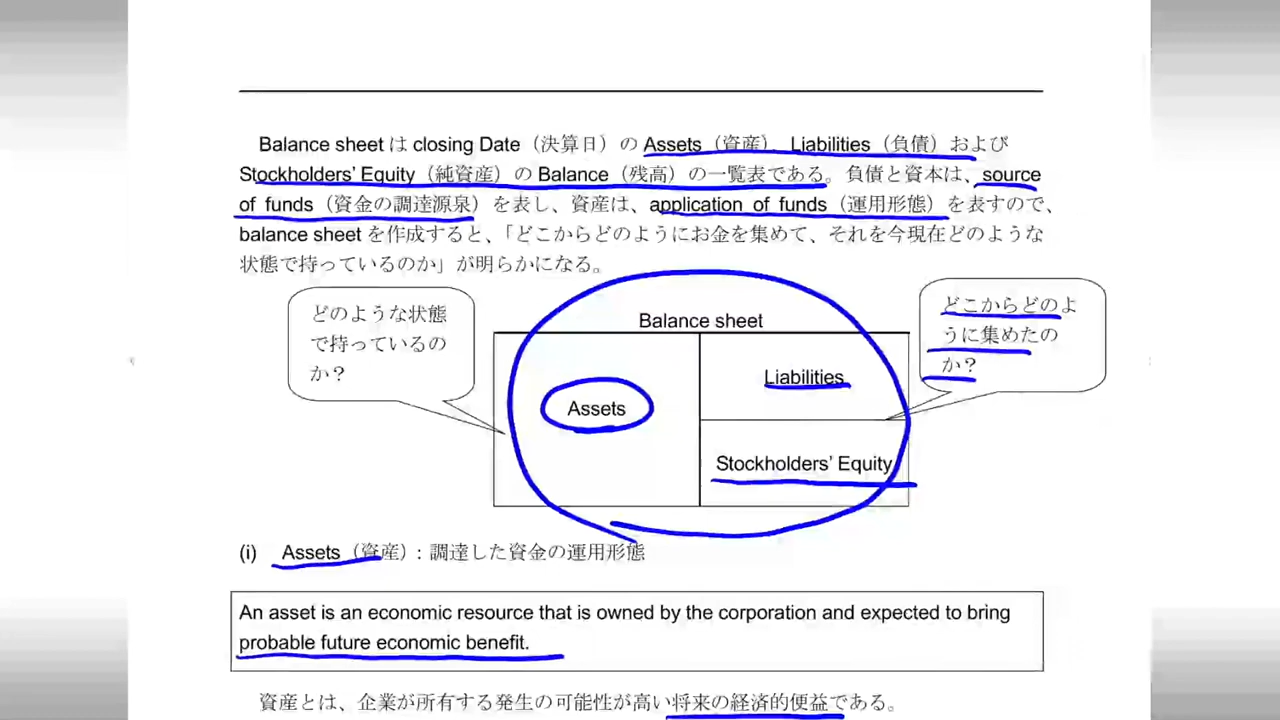 Balance sheet は closing Date（決算日）の Assets（資産）、Liabilities（負債）および
Stockholders’ Equity（純資産）の Balance（残高）の一覧表である。負債と資本は、source
of funds（資金の調達源泉）を表し、資産は、application of funds（運用形態）を表すので、
balance sheet を作成すると、「どこからどのようにお金を集めて、それを今現在どのような
状態で持っているのか」が明らかになる。
どのような状態
で持っているの
か？
Balance sheet
Assets
Liabilities
Stockholders’ Equity
どこからどのよ
うに集めたの
か？
(i) Assets（資産）：調達した資金の運用形態
An asset is an economic resource that is owned by the corporation and expected to bring
probable future economic benefit.
資産とは、企業が所有する発生の可能性が高い将来の経済的便益である。